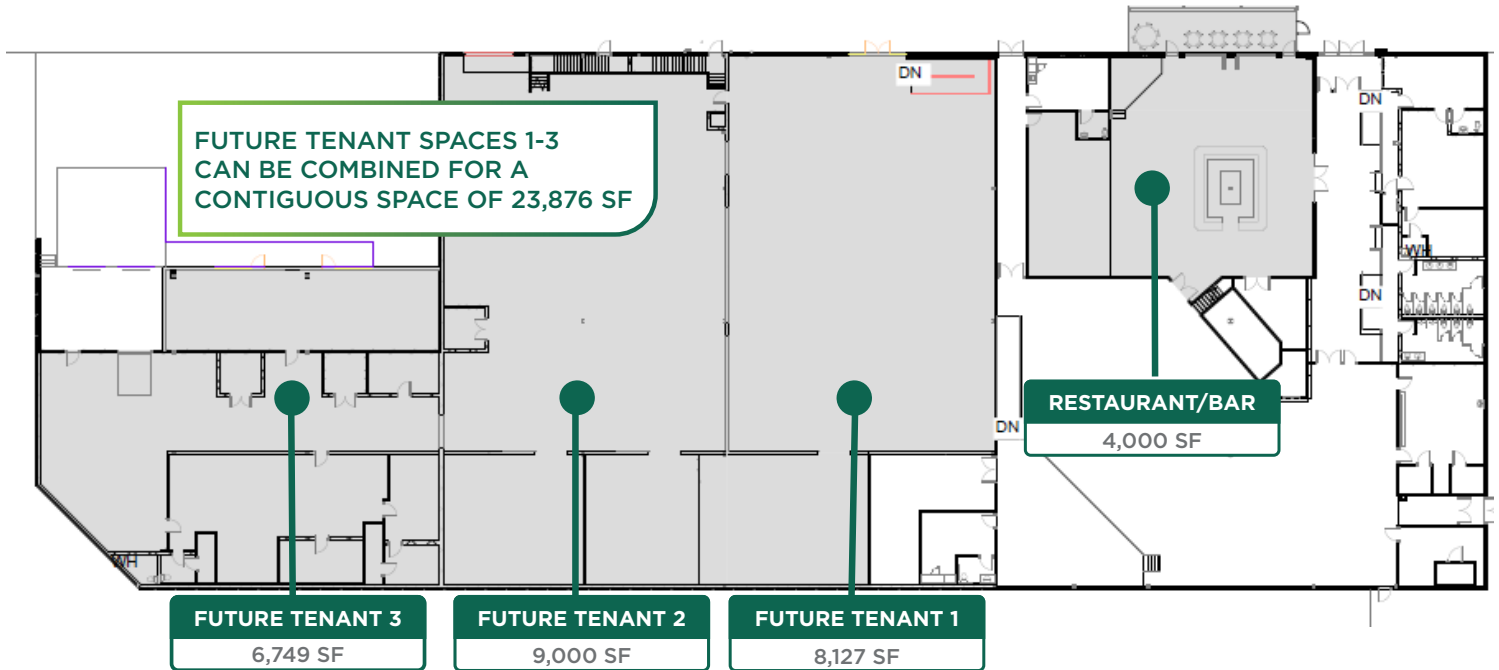 DN
DN
FUTURE TENANT SPACES 1-3
CAN BE COMBINED FOR A
CONTIGUOUS SPACE OF 23,876 SF
WH
DN
RESTAURANT/BAR
4,000 SF
DN
WH
FUTURE TENANT 3
6,749 SF
FUTURE TENANT 2
9,000 SF
FUTURE TENANT 1
8,127 SF